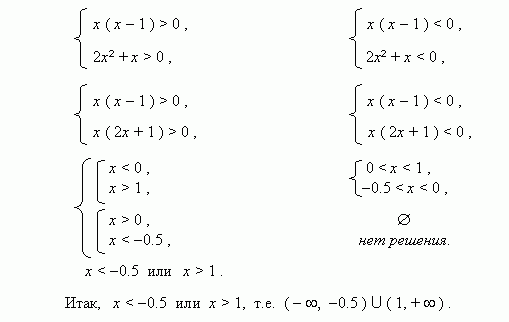 x ( x – 1 ) > 0 ,
2x² + x > 0 ,
x ( x – 1 ) < 0 ,
2x² + x < 0 ,
x ( x – 1 ) > 0 ,
x ( 2x + 1 ) > 0 ,
x ( x – 1 ) < 0 ,
x ( 2x + 1 ) < 0 ,
x < 0 ,
x > 1 ,
x > 0 ,
x < –0.5 ,
x < –0.5 или x > 1 .
0 < x < 1 ,
–0.5 < x < 0 ,
∅
нет решения.
Итак, x < –0.5 или x > 1, т.е. ( – ∞, –0.5 ) U ( 1, + ∞ ) .